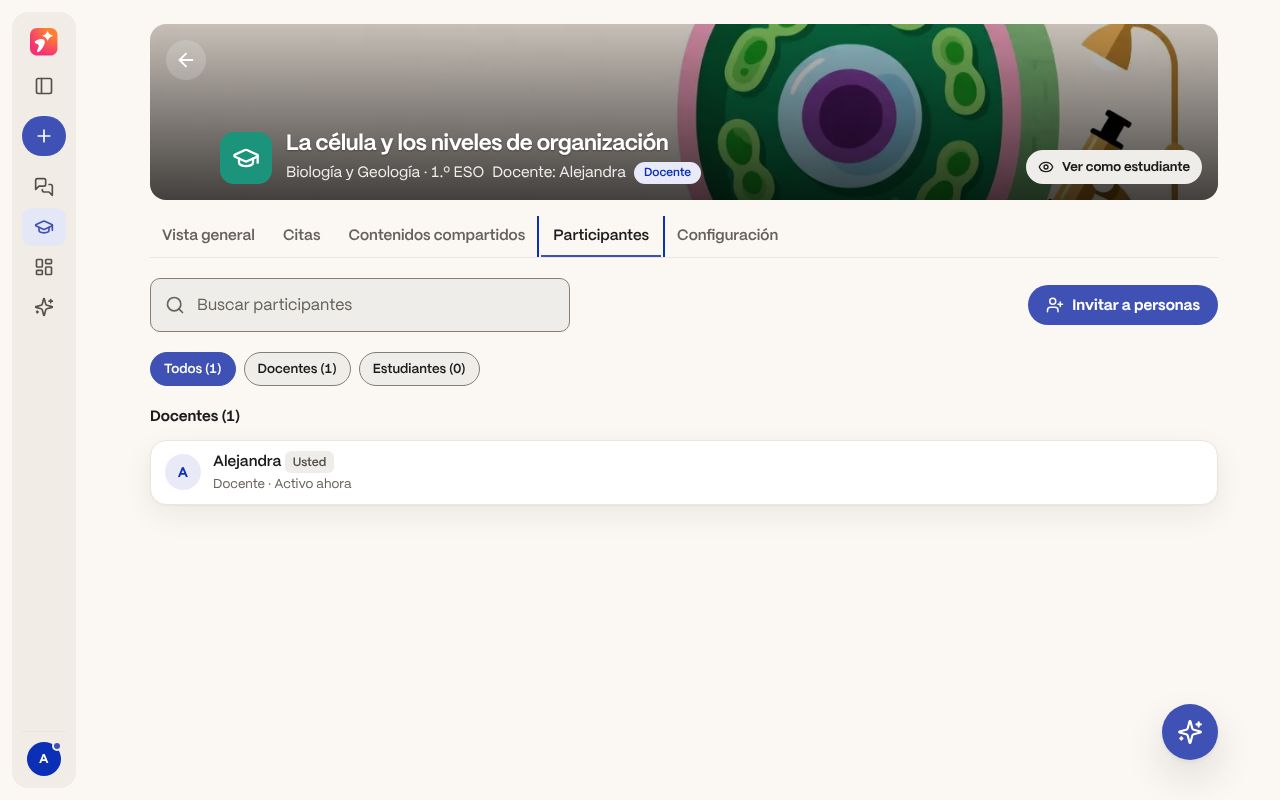 La célula y los niveles de organización
Biología y Geología · 1.º ESO Docente: Alejandra Docente
Ver como estudiante
Vista general Citas Contenidos compartidos Participantes Configuración
Buscar participantes
Invitar a personas
Todos (1) Docentes (1) Estudiantes (0)
Docentes (1)
A
Alejandra Usted
Docente · Activo ahora
A